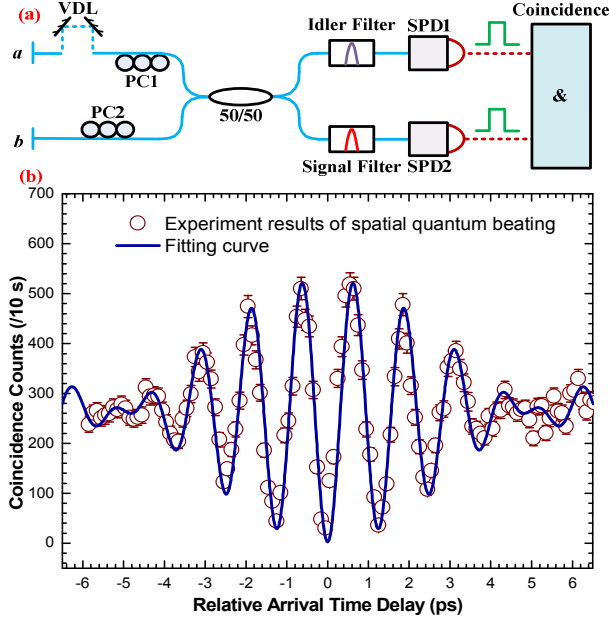 (a)
VDL
Idler Filter
SPD1
Coincidence
a
PC1
PC2
50/50
&
b
Signal Filter
SPD2
(b)
700
600
500
400
300
200
100
0
Experiment results of spatial quantum beating
Fitting curve
Coincidence Counts (/10 s)
-6 -5 -4 -3 -2 -1 0 1 2 3 4 5 6
Relative Arrival Time Delay (ps)